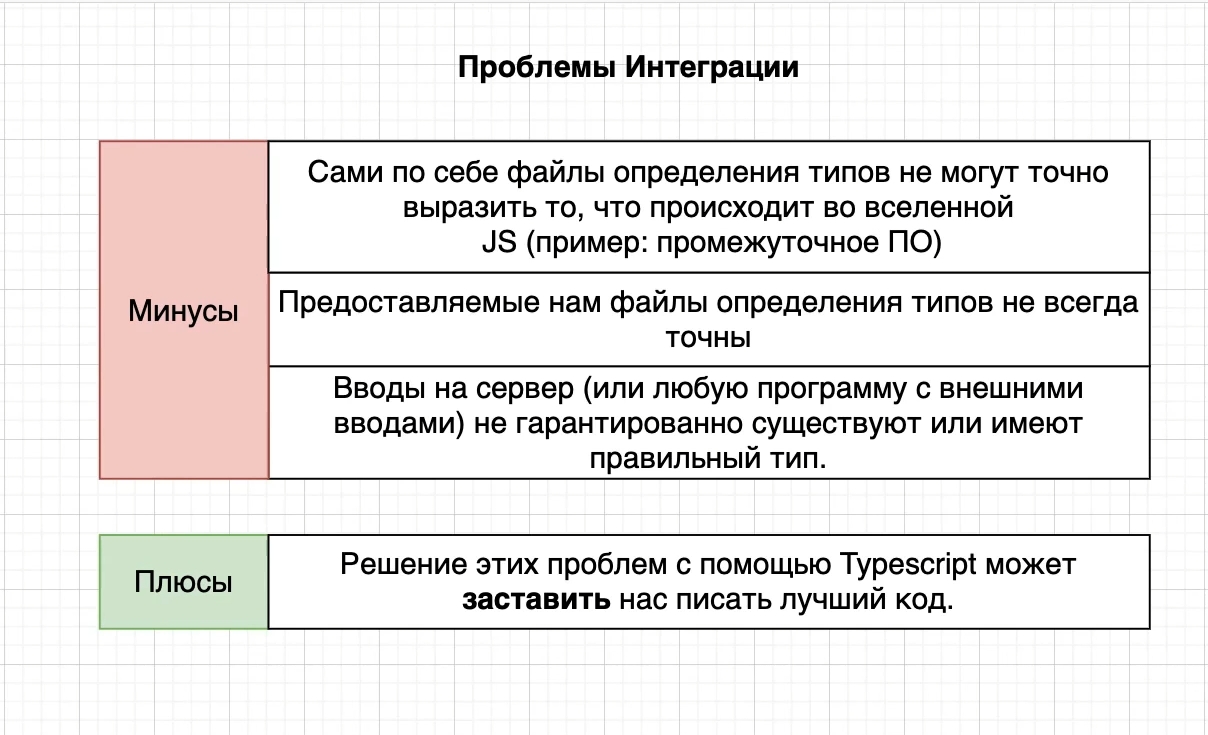 Проблемы Интеграции
Минусы
Сами по себе файлы определения типов не могут точно
выразить то, что происходит во вселенной
JS (пример: промежуточное ПО)
Предоставляемые нам файлы определения типов не всегда
точны
Вводы на сервер (или любую программу с внешними
вводами) не гарантированно существуют или имеют
правильный тип.
Плюсы
Решение этих проблем с помощью Typescript может
заставить нас писать лучший код.